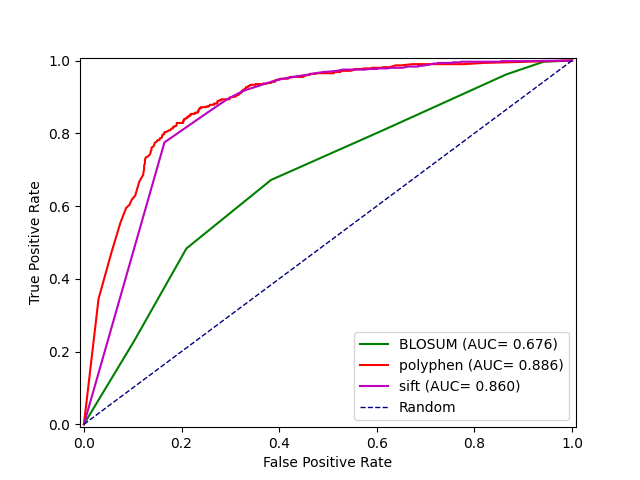 1.0
0.8
0.6
0.4
0.2
0.0
True Positive Rate
0.0 0.2 0.4 0.6 0.8 1.0
False Positive Rate
BLOSUM (AUC= 0.676)
polyphen (AUC= 0.886)
sift (AUC= 0.860)
Random